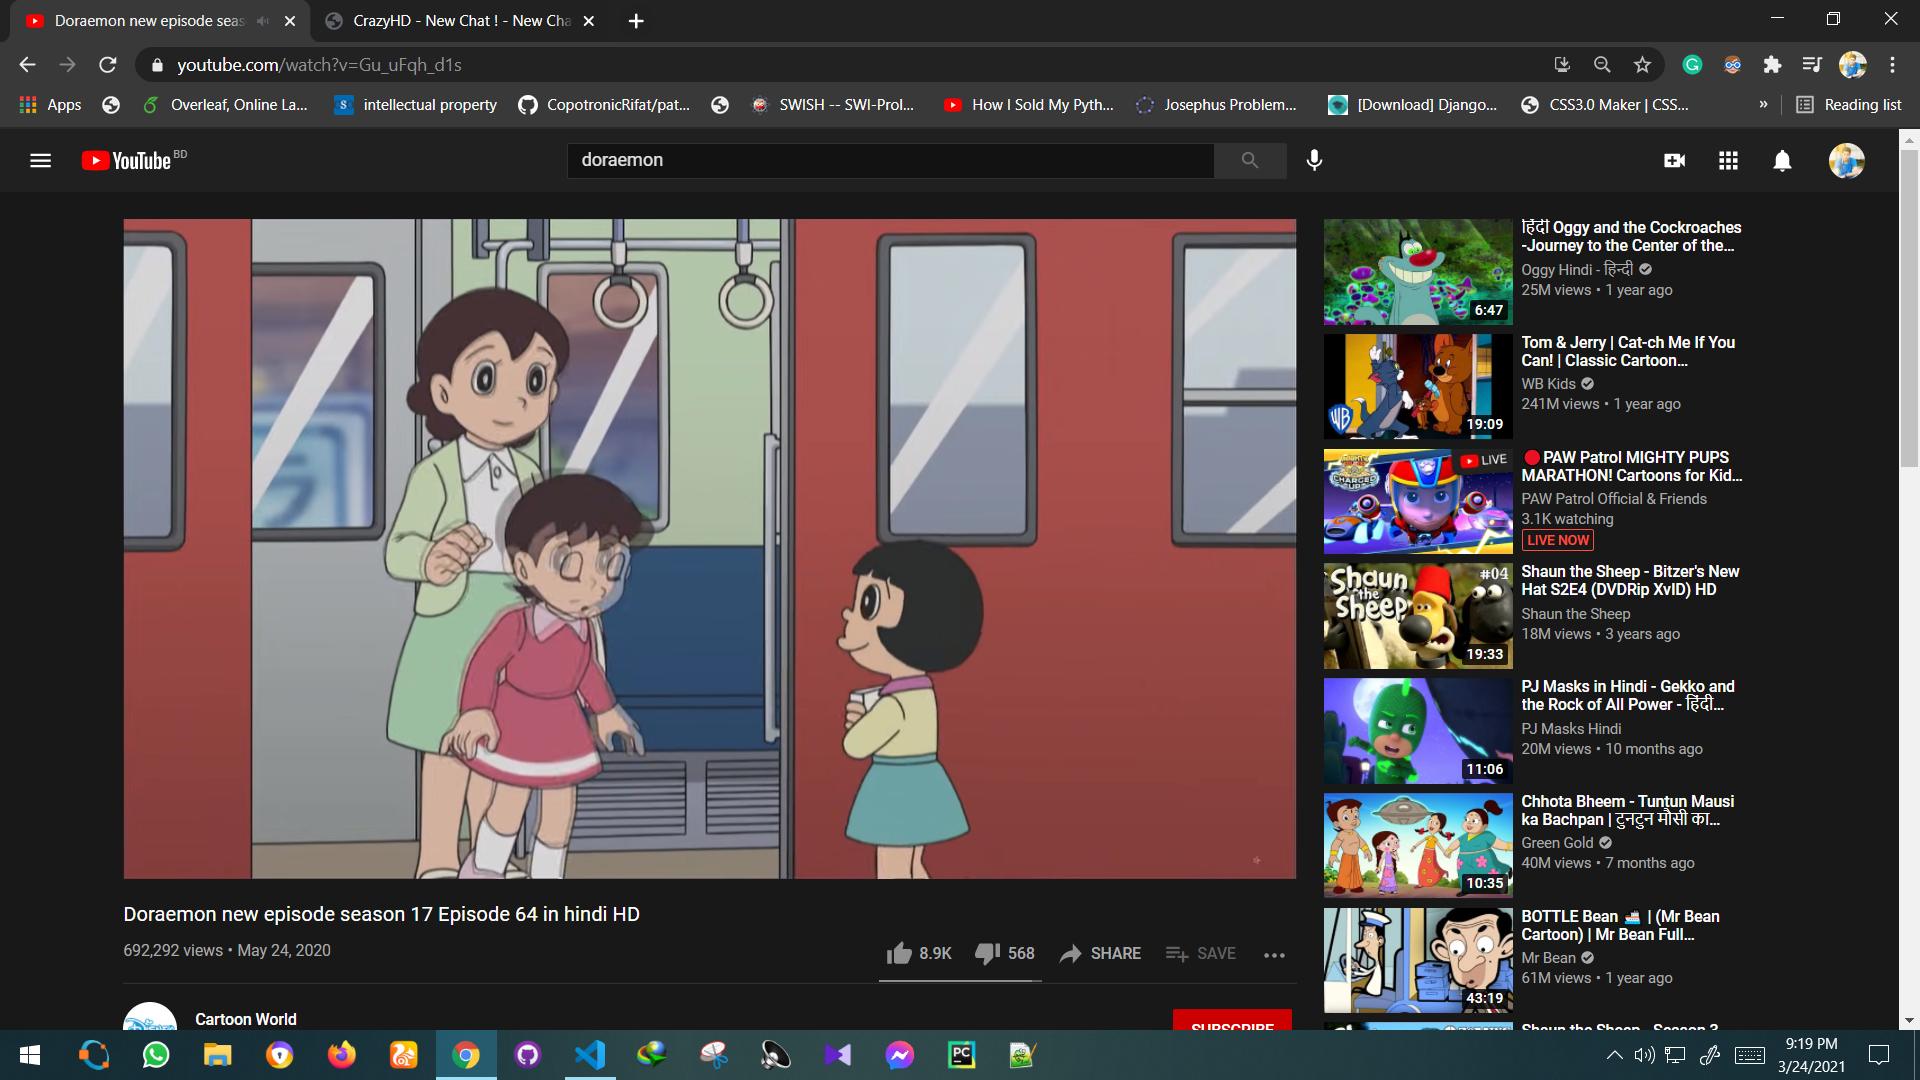 Doraemon new episode seas
CrazyHD - New Chat ! - New Cha
youtube.com/watch?v=Gu_uFqh_d1s
Apps
Overleaf, Online La...
intellectual property
CopotronicRifat/pat...
SWISH -- SWI-Prol...
How I Sold My Pyth...
Josephus Problem...
[Download] Django...
CSS3.0 Maker | CSS...
»
Reading list
YouTube BD
doraemon
हिंदी Oggy and the Cockroaches
-Journey to the Center of the...
Oggy Hindi - हिन्दी
25M views • 1 year ago
6:47
Tom & Jerry | Cat-ch Me If You
Can! | Classic Cartoon...
WB Kids
241M views • 1 year ago
WB
19:09
PAW Patrol MIGHTY PUPS
MARATHON! Cartoons for Kid...
PAW Patrol Official & Friends
3.1K watching
LIVE NOW
LIVE
CHARGED UP
Shaun the Sheep - Bitzer's New
Hat S2E4 (DVDRip XvID) HD
Shaun the Sheep
18M views • 3 years ago
Shaun
the
Sheep
#04
19:33
PJ Masks in Hindi - Gekko and
the Rock of All Power - हिंदी...
PJ Masks Hindi
20M views • 10 months ago
11:06
Chhota Bheem - Tuntun Mausi
ka Bachpan | टुनटुन मौसी का...
Green Gold
40M views • 7 months ago
10:35
BOTTLE Bean | (Mr Bean
Cartoon) | Mr Bean Full...
Mr Bean
61M views • 1 year ago
43:19
Shaun the Sheep - Season 3
Doraemon new episode season 17 Episode 64 in hindi HD
692,292 views • May 24, 2020
8.9K
568
SHARE
SAVE
Cartoon World
SUBSCRIBE
PC
9:19 PM
3/24/2021